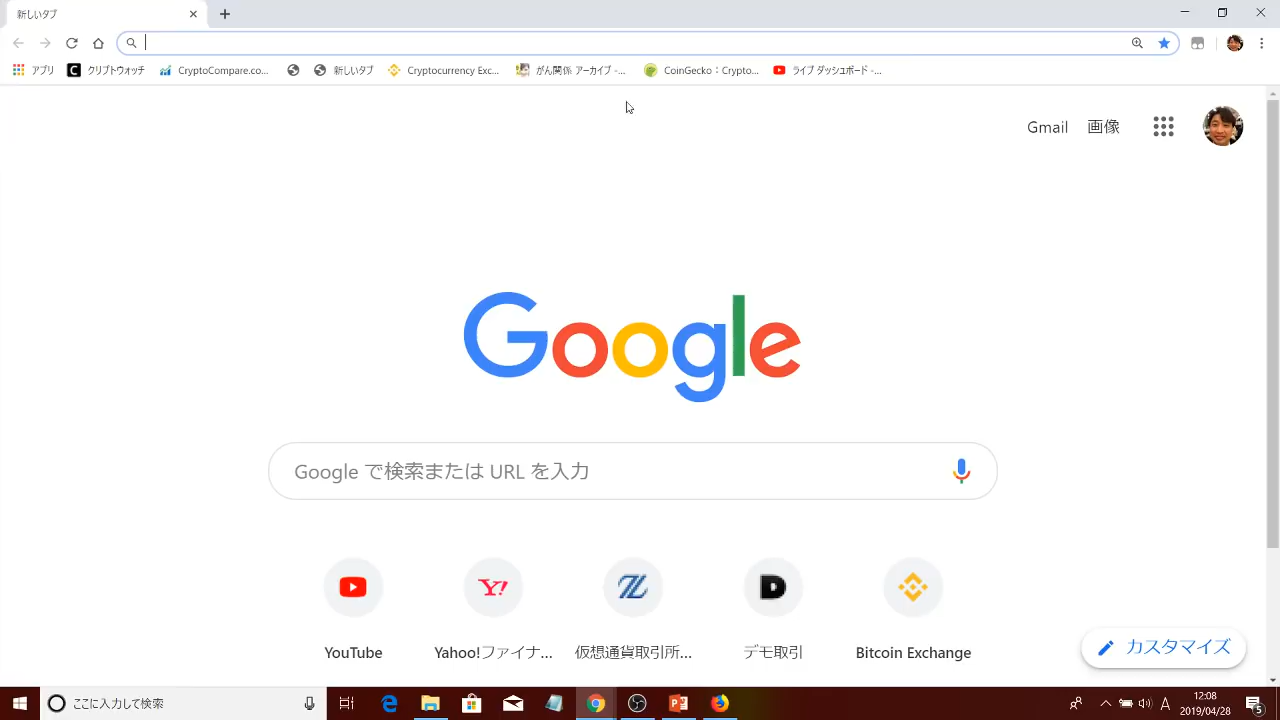 新しいタブ
アプリ クリプトウォッチ CryptoCompare.co... 新しいタブ Cryptocurrency Exc... がん関係 アーカイブ -... CoinGecko：Crypto... ライブ ダッシュボード -...
Gmail 画像
Google
Google で検索または URL を入力
YouTube Yahoo!ファイナ... 仮想通貨取引所... デモ取引 Bitcoin Exchange
カスタマイズ
ここに入力して検索
A 12:08
2019/04/28 5